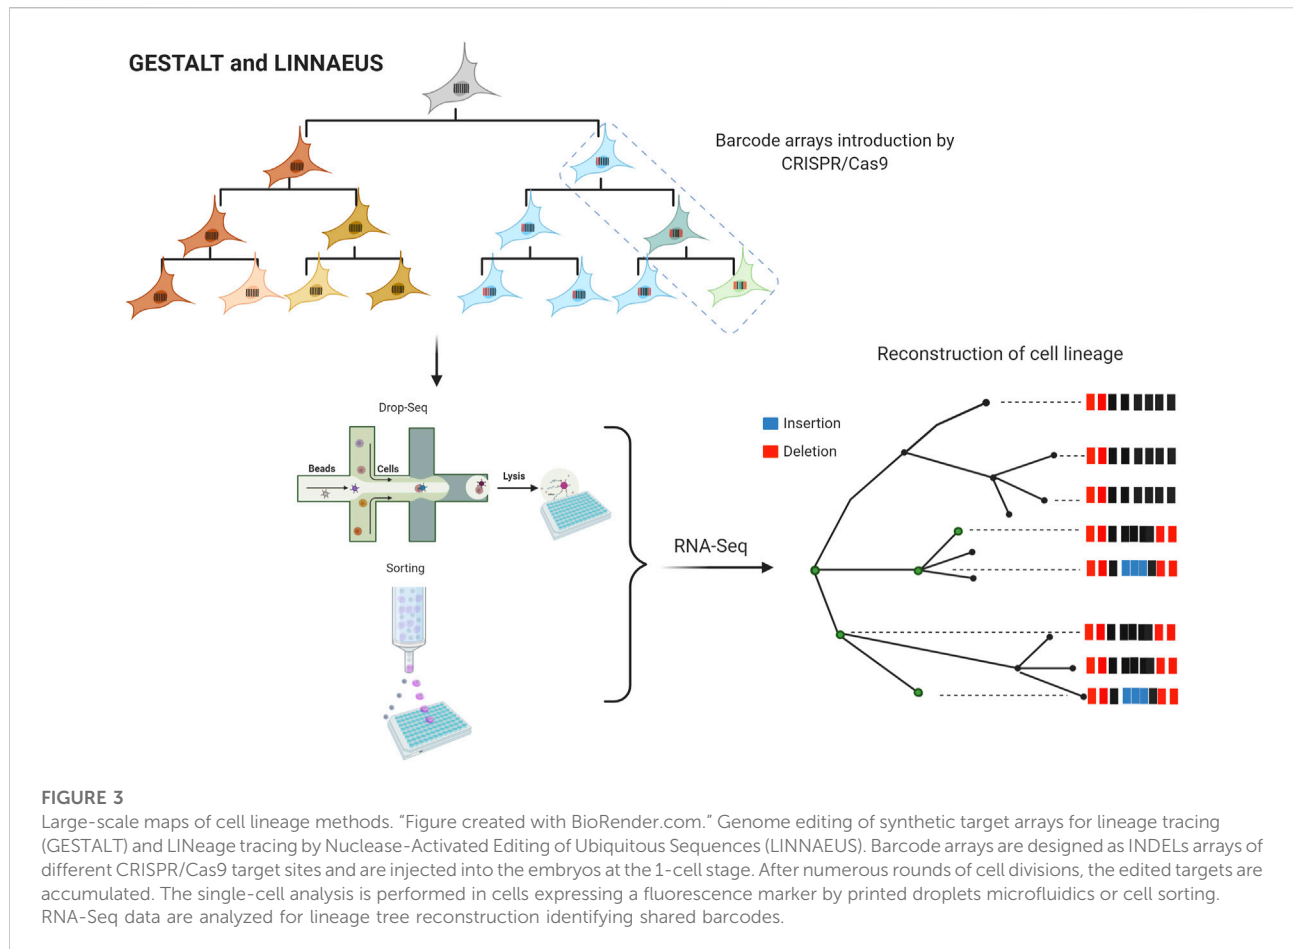 GESTALT and LINNAEUS
Barcode arrays introduction by
CRISPR/Cas9
Reconstruction of cell lineage
Drop-Seq
Beads
Cells
Lysis
Insertion
Deletion
RNA-Seq
Sorting
FIGURE 3
Large-scale maps of cell lineage methods. “Figure created with BioRender.com.” Genome editing of synthetic target arrays for lineage tracing
(GESTALT) and LINeage tracing by Nuclease-Activated Editing of Ubiquitous Sequences (LINNAEUS). Barcode arrays are designed as INDELs arrays of
different CRISPR/Cas9 target sites and are injected into the embryos at the 1-cell stage. After numerous rounds of cell divisions, the edited targets are
accumulated. The single-cell analysis is performed in cells expressing a fluorescence marker by printed droplets microfluidics or cell sorting.
RNA-Seq data are analyzed for lineage tree reconstruction identifying shared barcodes.